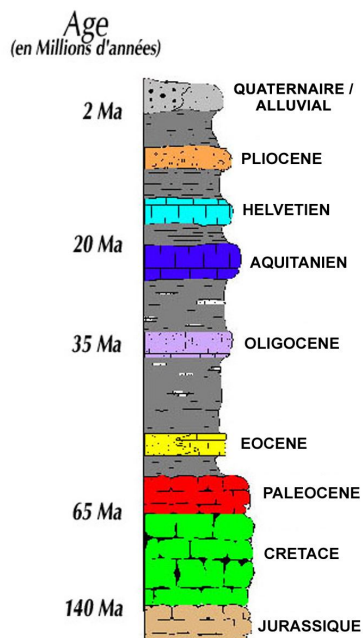 Age
(en Millions d'années)
QUATERNAIRE /
ALLUVIAL
2 Ma
PLIOCENE
HELVETIEN
20 Ma
AQUITANIEN
35 Ma
OLIGOCENE
EOCENE
PALEOCENE
65 Ma
CRETACE
140 Ma
JURASSIQUE